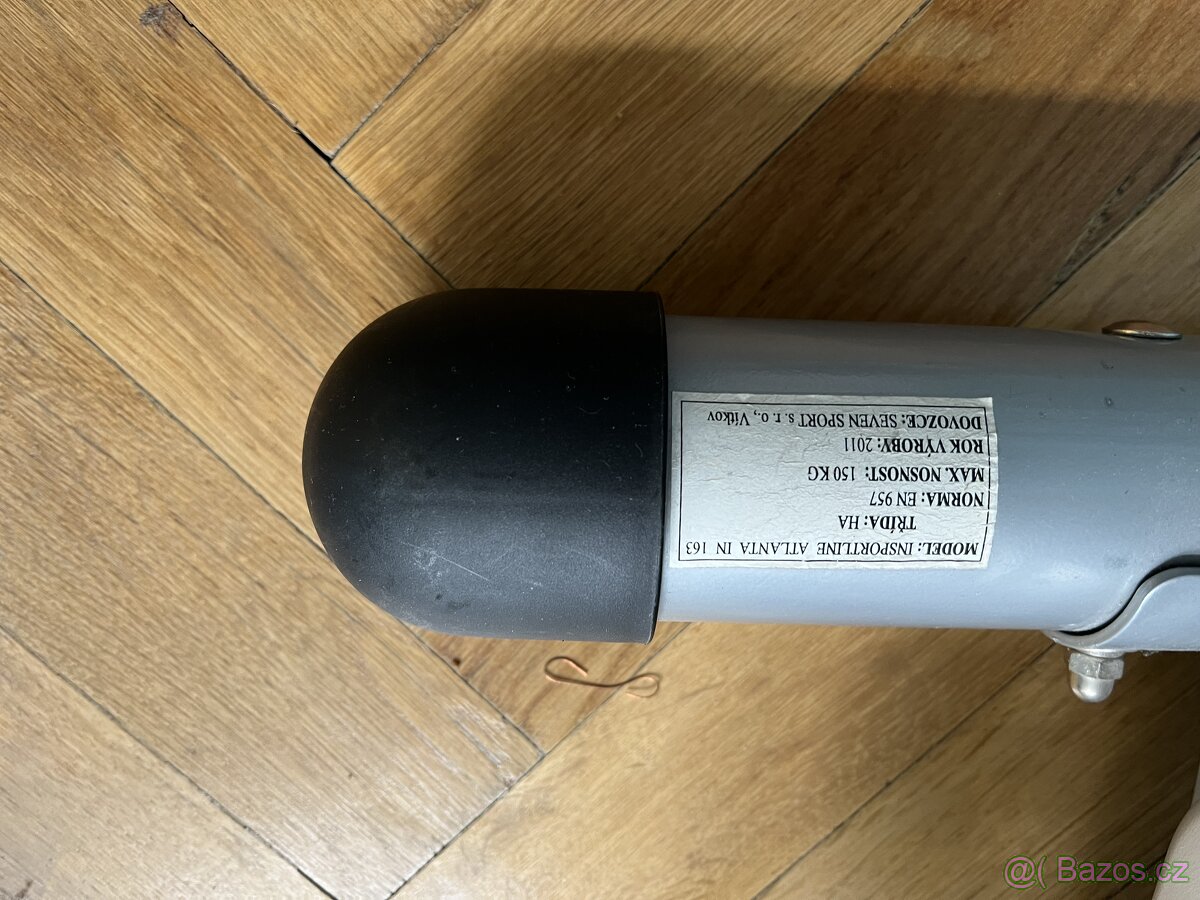 MODEL: INSPORTLINE ATLANTA IN 163
TŘÍDA: HA
NORMA: EN 957
MAX. NOSNOST: 150 KG
ROK VÝROBY: 2011
DOVOZCE: SEVEN SPORT s. r. o., Vítkov
@( Bazos.cz